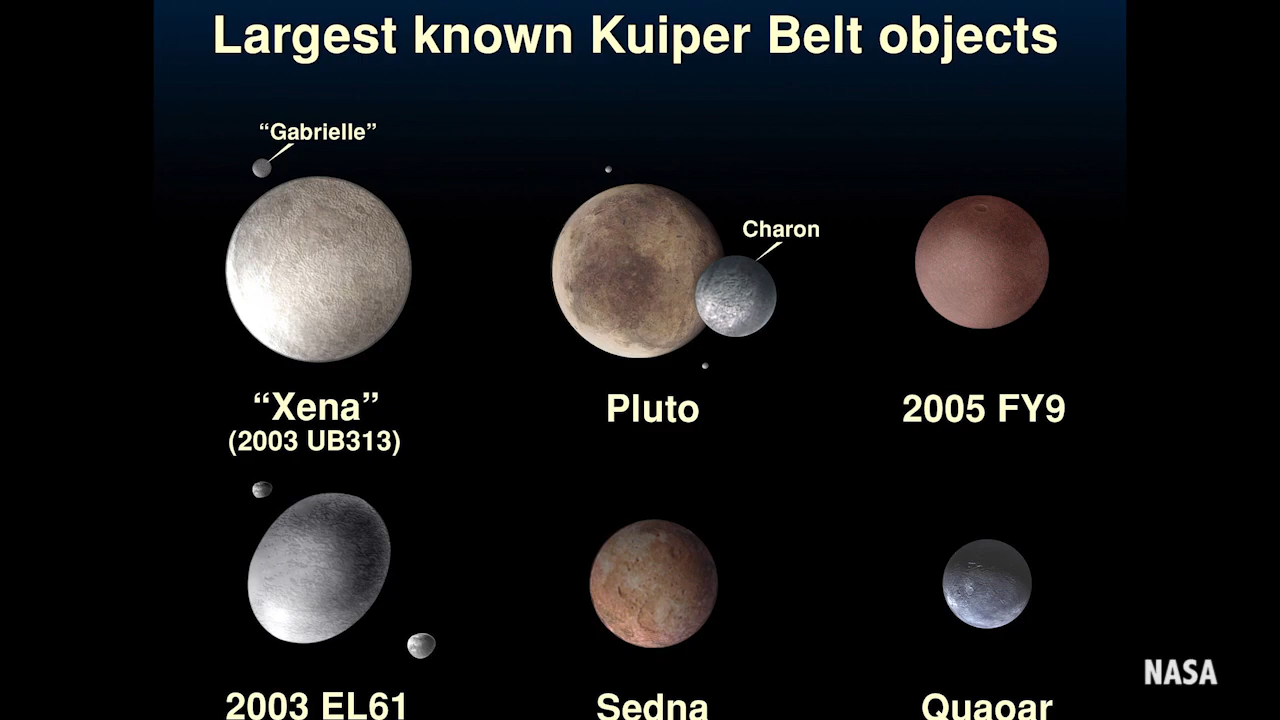 Largest known Kuiper Belt objects
“Gabrielle”
Charon
“Xena”
(2003 UB313)
Pluto
2005 FY9
2003 EL61
Sedna
Quaoar
NASA